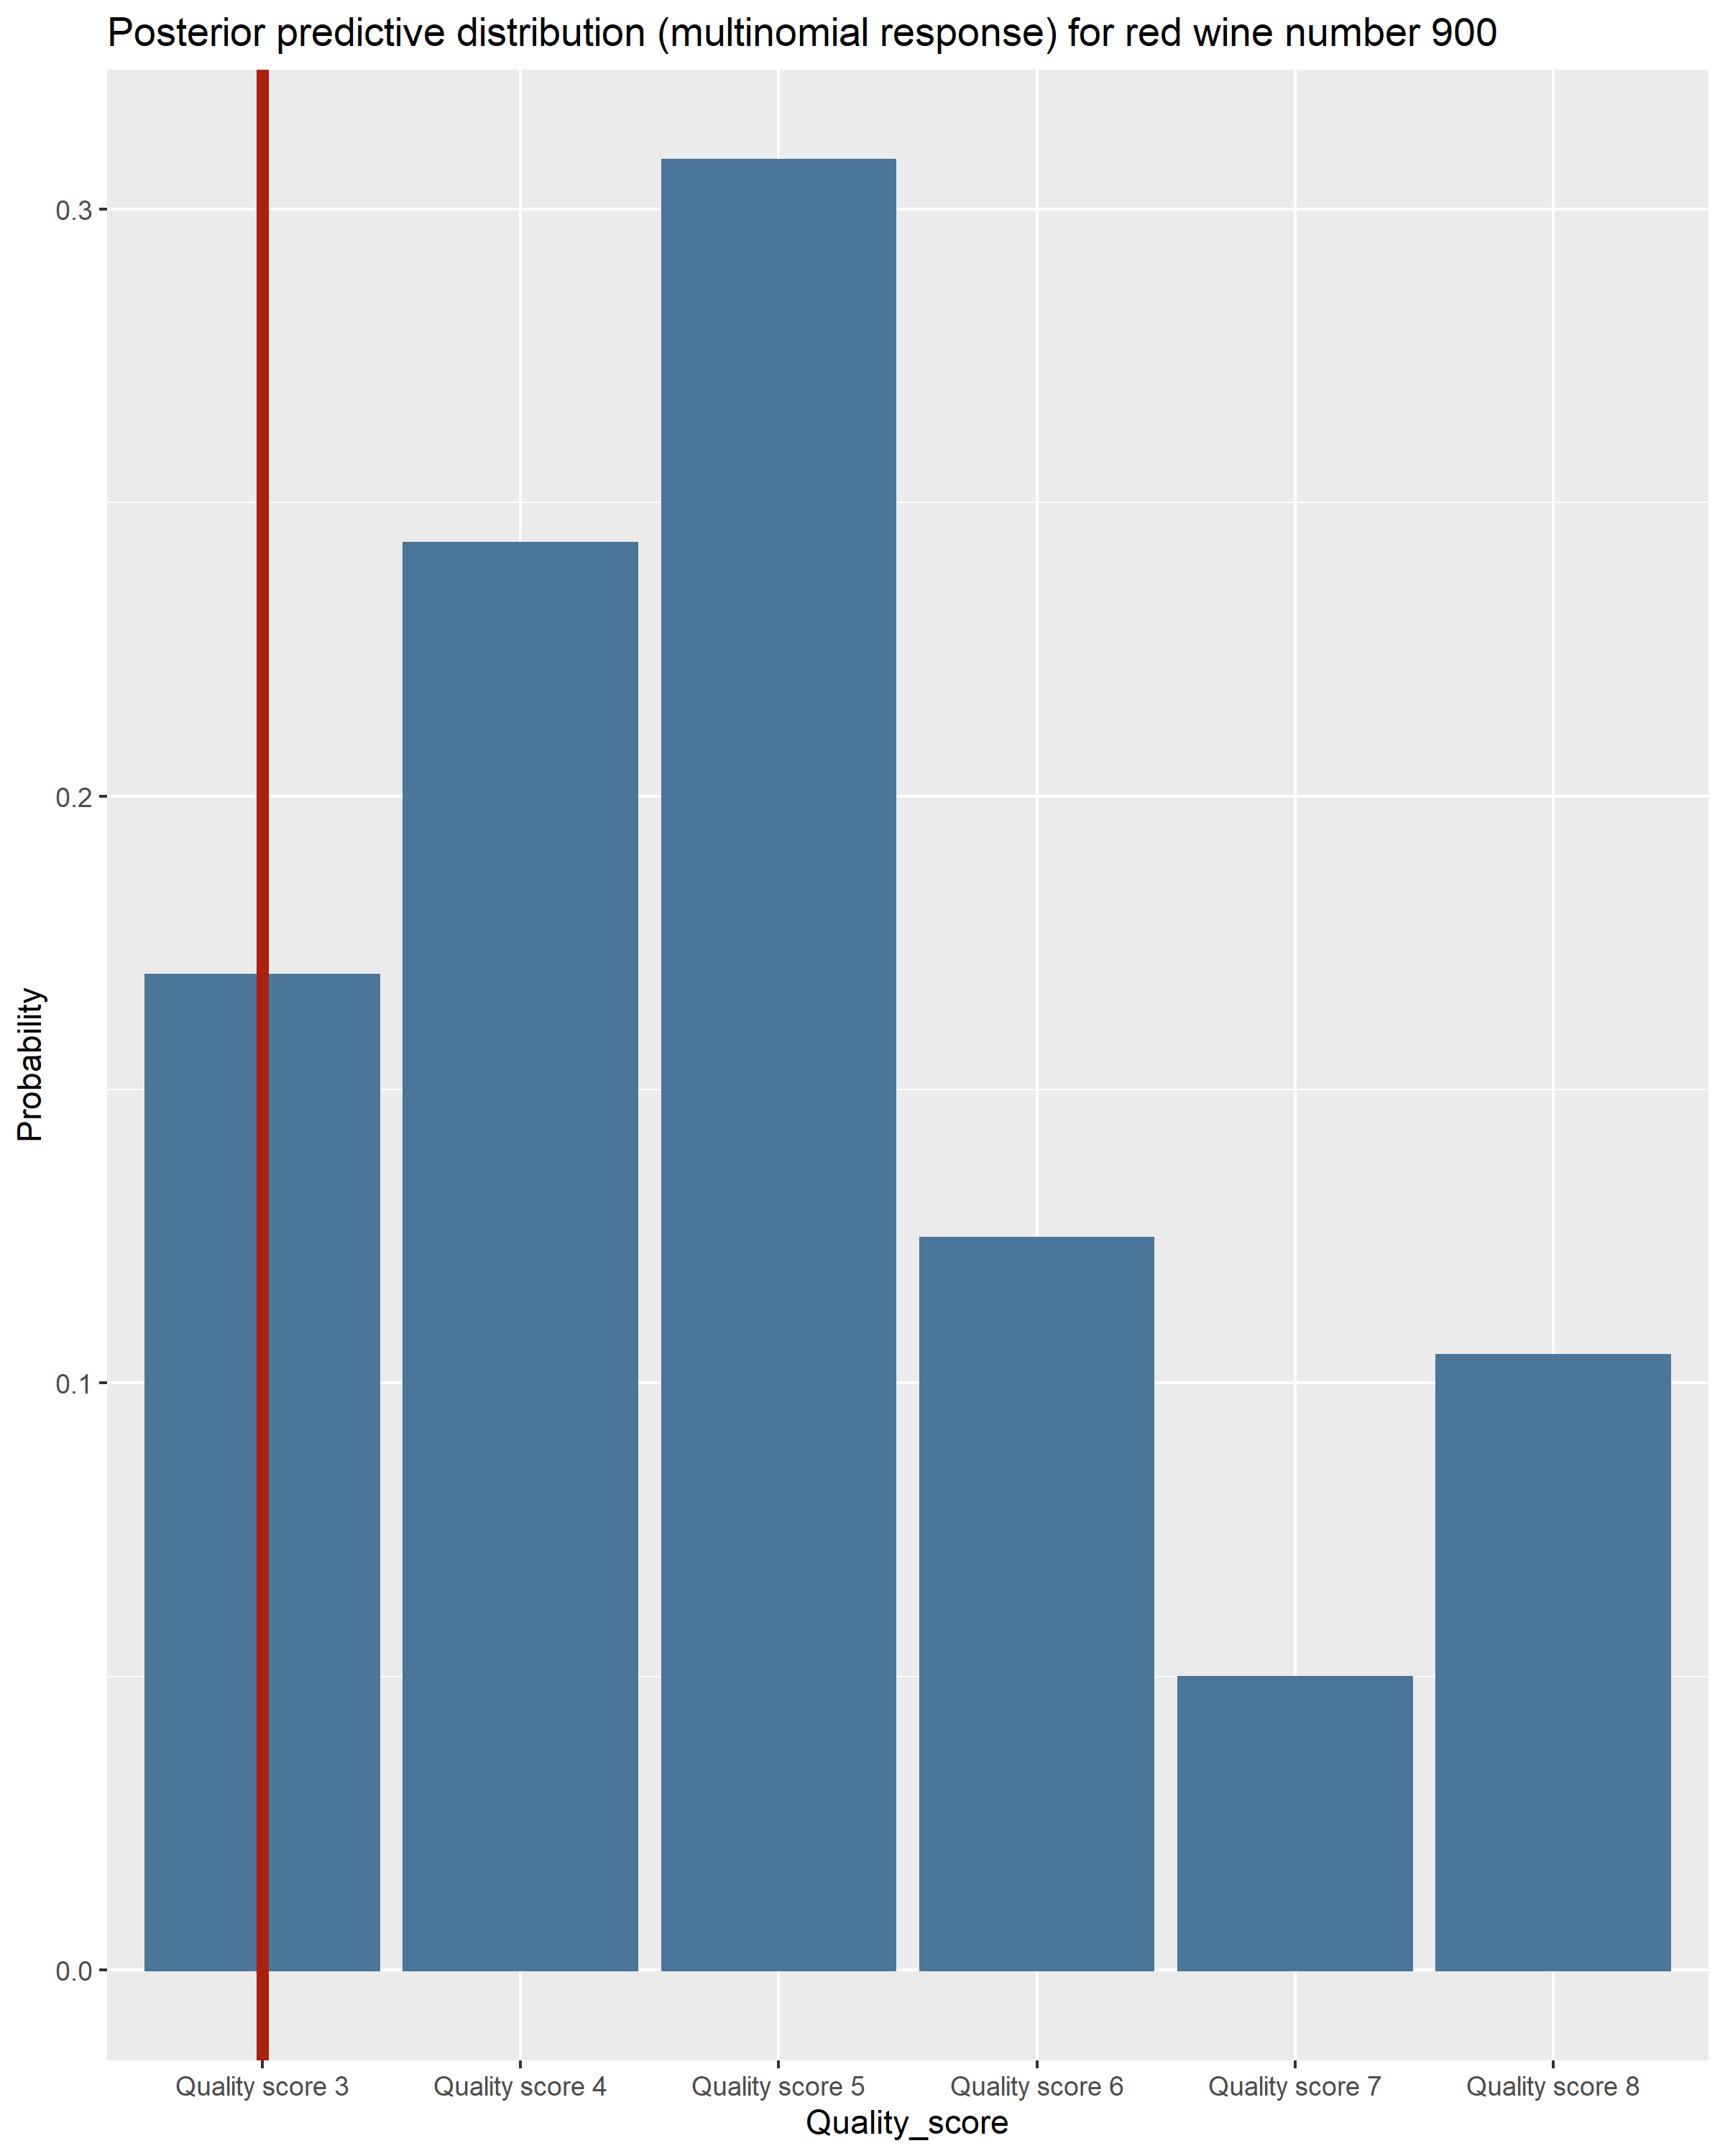 Posterior predictive distribution (multinomial response) for red wine number 900
Probability
0.3
0.2
0.1
0.0
Quality score 3
Quality score 4
Quality score 5
Quality score 6
Quality score 7
Quality score 8
Quality_score